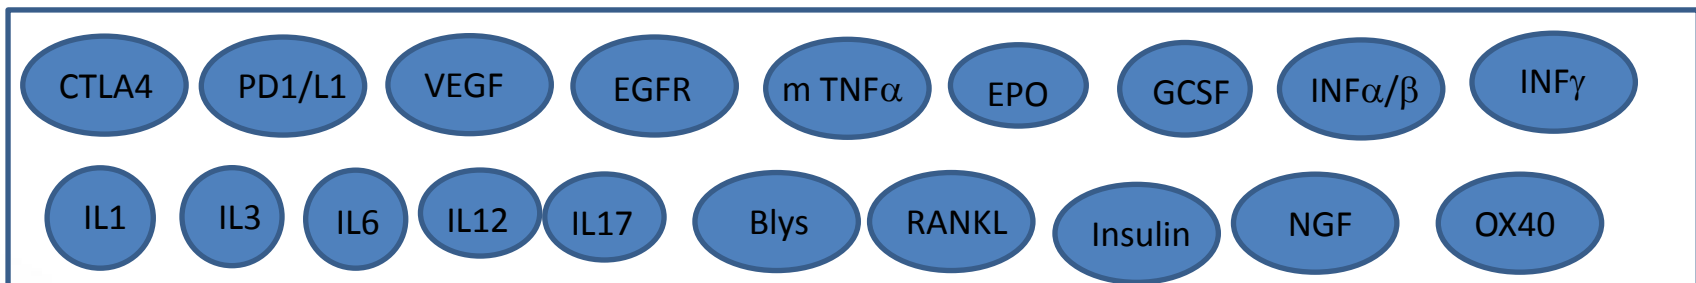 CTLA4 PD1/L1 VEGF EGFR m TNFα EPO GCSF INFα/β INFγ
IL1 IL3 IL6 IL12 IL17 Blys RANKL Insulin NGF OX40